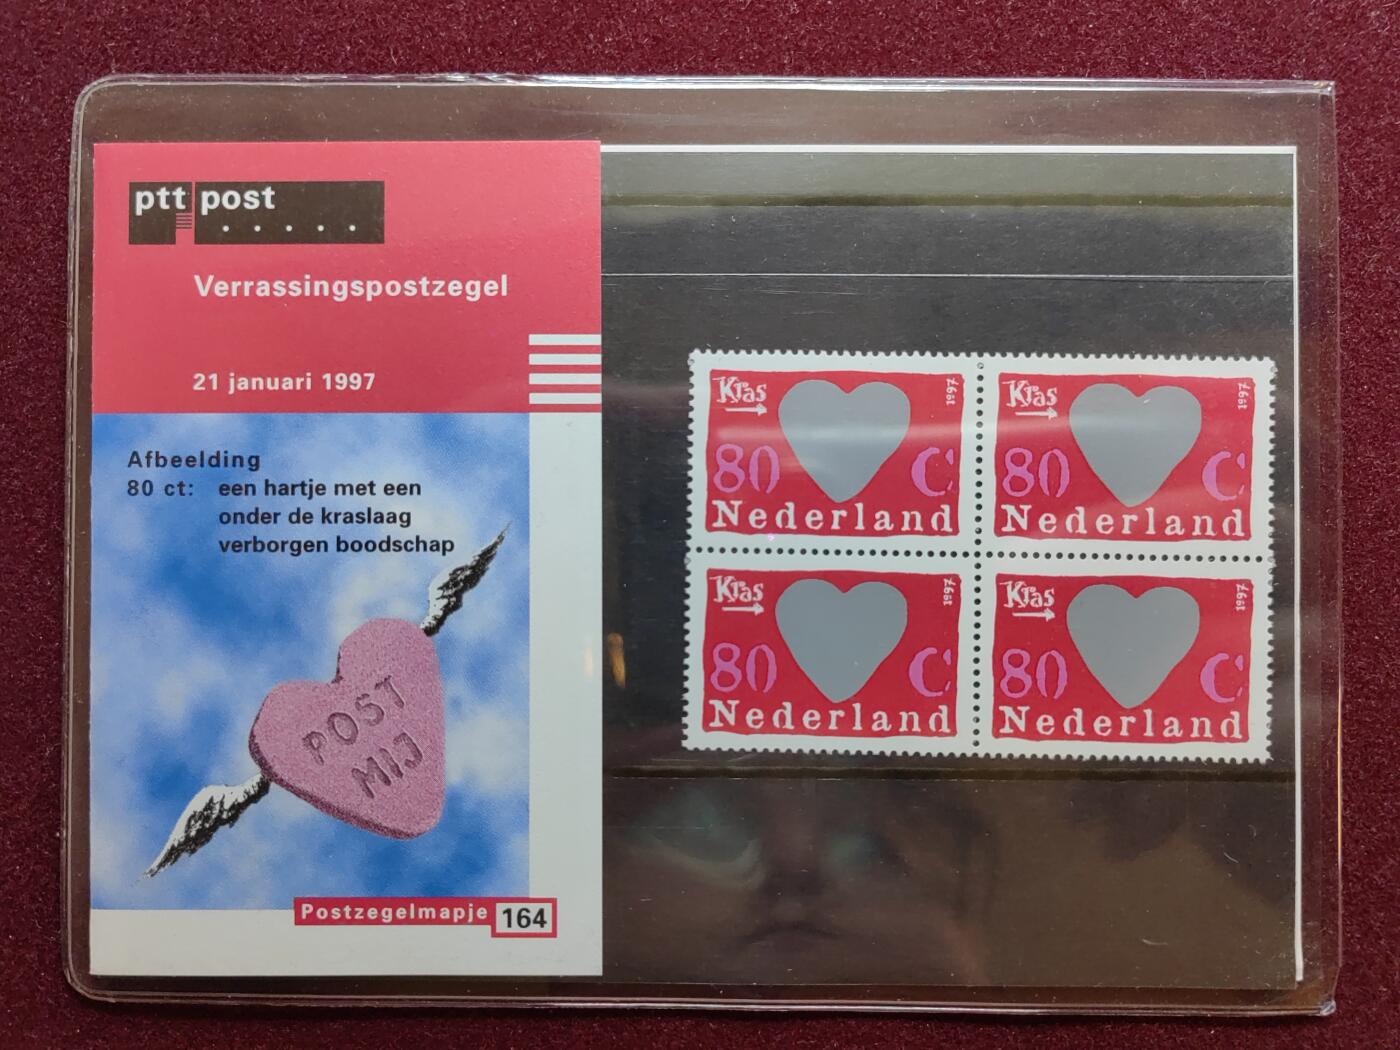 ptt post
Verrassingspostzegel
21 januari 1997
Afbeelding
80 ct: een hartje met een
onder de kraslaag
verborgen boodschap
POST
MIJ
Postzegelmapje 164
Kras 1997
80 C
Nederland
Kras 1997
80 C
Nederland
Kras 1997
80 C
Nederland
Kras 1997
80 C
Nederland